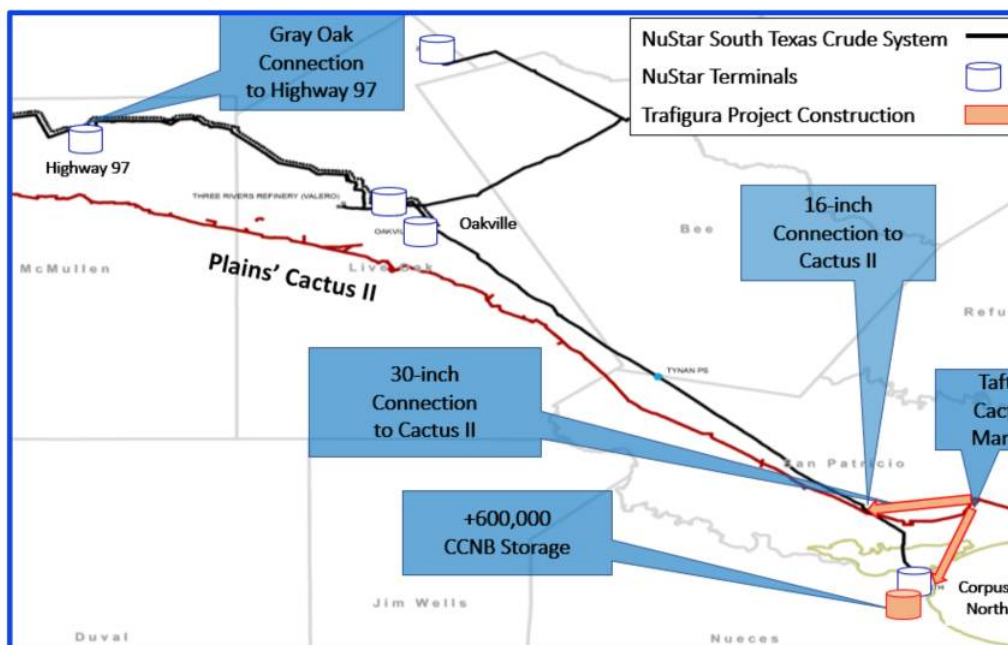 Gray Oak
Connection
to Highway 97
NuStar South Texas Crude System
NuStar Terminals
Trafigura Project Construction
Highway 97
THREE RIVERS REFINERY (VALERO)
Oakville
16-inch
Connection to
Cactus II
Bee
McMullen
Plains' Cactus II
Live Oak
TYNAN PS
30-inch
Connection
to Cactus II
San Patricio
+600,000
CCNB Storage
Corpus
North
Jim Wells
Duval
Nueces